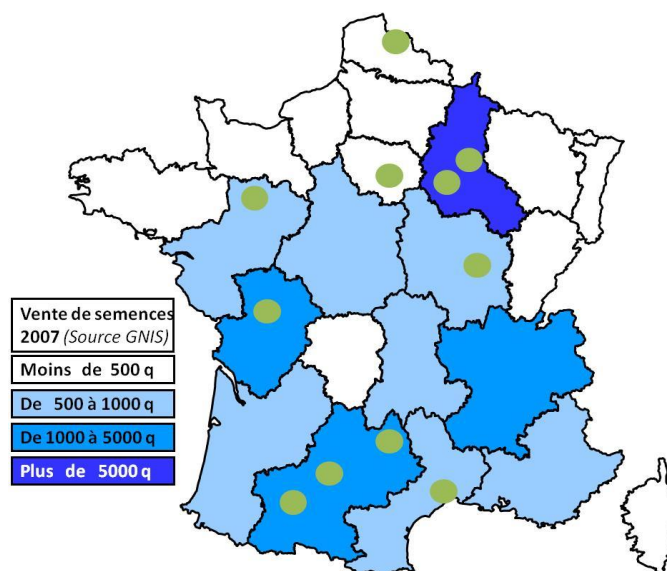 Vente de semences
2007 (Source GNIS)
Moins de 500 q
De 500 à 1000 q
De 1000 à 5000 q
Plus de 5000 q